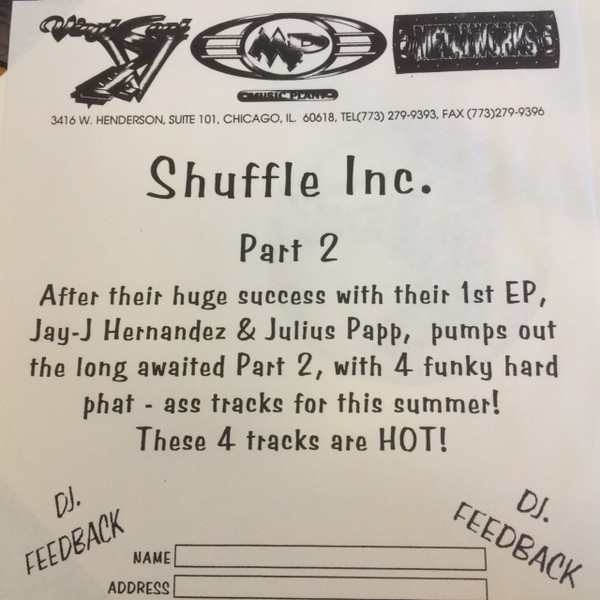 Vinyl Soul MP MUSIC PLANT
3416 W. HENDERSON, SUITE 101, CHICAGO, IL. 60618, TEL(773) 279-9393, FAX (773)279-9396
Shuffle Inc.
Part 2
After their huge success with their 1st EP,
Jay-J Hernandez & Julius Papp, pumps out
the long awaited Part 2, with 4 funky hard
phat - ass tracks for this summer!
These 4 tracks are HOT!
DJ.
FEEDBACK
DJ.
FEEDBACK
NAME
ADDRESS